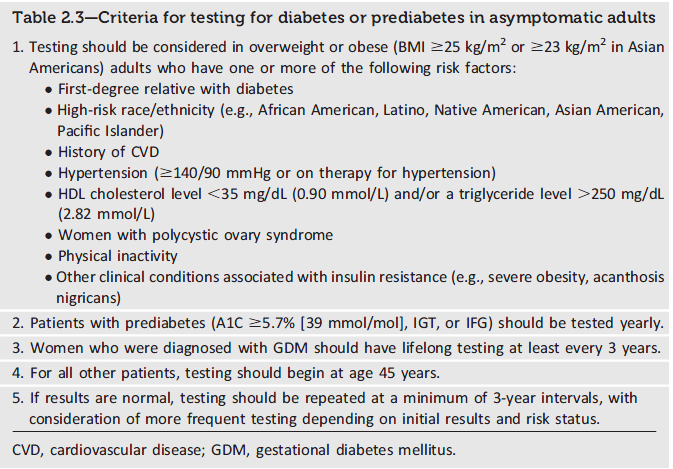 Table 2.3—Criteria for testing for diabetes or prediabetes in asymptomatic adults
1. Testing should be considered in overweight or obese (BMI ≥25 kg/m² or ≥23 kg/m² in Asian
Americans) adults who have one or more of the following risk factors:
● First-degree relative with diabetes
● High-risk race/ethnicity (e.g., African American, Latino, Native American, Asian American,
Pacific Islander)
● History of CVD
● Hypertension (≥140/90 mmHg or on therapy for hypertension)
● HDL cholesterol level <35 mg/dL (0.90 mmol/L) and/or a triglyceride level >250 mg/dL
(2.82 mmol/L)
● Women with polycystic ovary syndrome
● Physical inactivity
● Other clinical conditions associated with insulin resistance (e.g., severe obesity, acanthosis
nigricans)
2. Patients with prediabetes (A1C ≥5.7% [39 mmol/mol], IGT, or IFG) should be tested yearly.
3. Women who were diagnosed with GDM should have lifelong testing at least every 3 years.
4. For all other patients, testing should begin at age 45 years.
5. If results are normal, testing should be repeated at a minimum of 3-year intervals, with
consideration of more frequent testing depending on initial results and risk status.
CVD, cardiovascular disease; GDM, gestational diabetes mellitus.